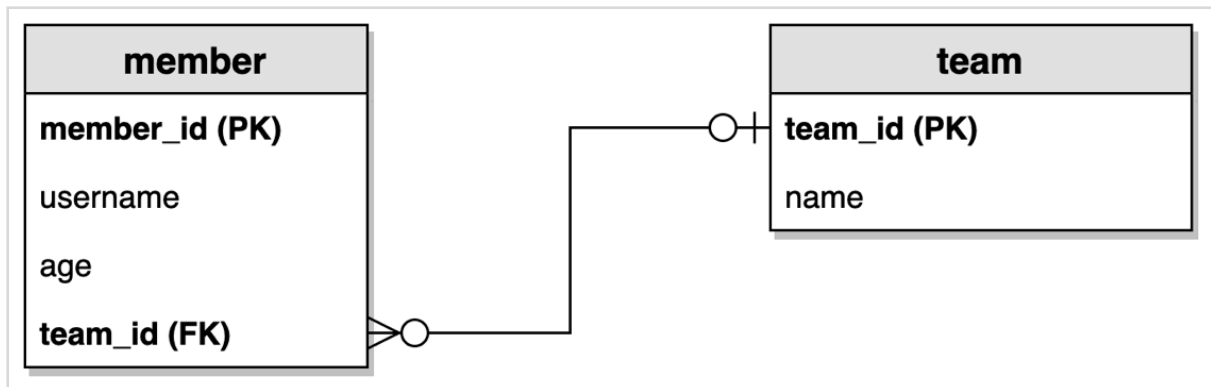 member
member_id (PK)
username
age
team_id (FK)
team
team_id (PK)
name